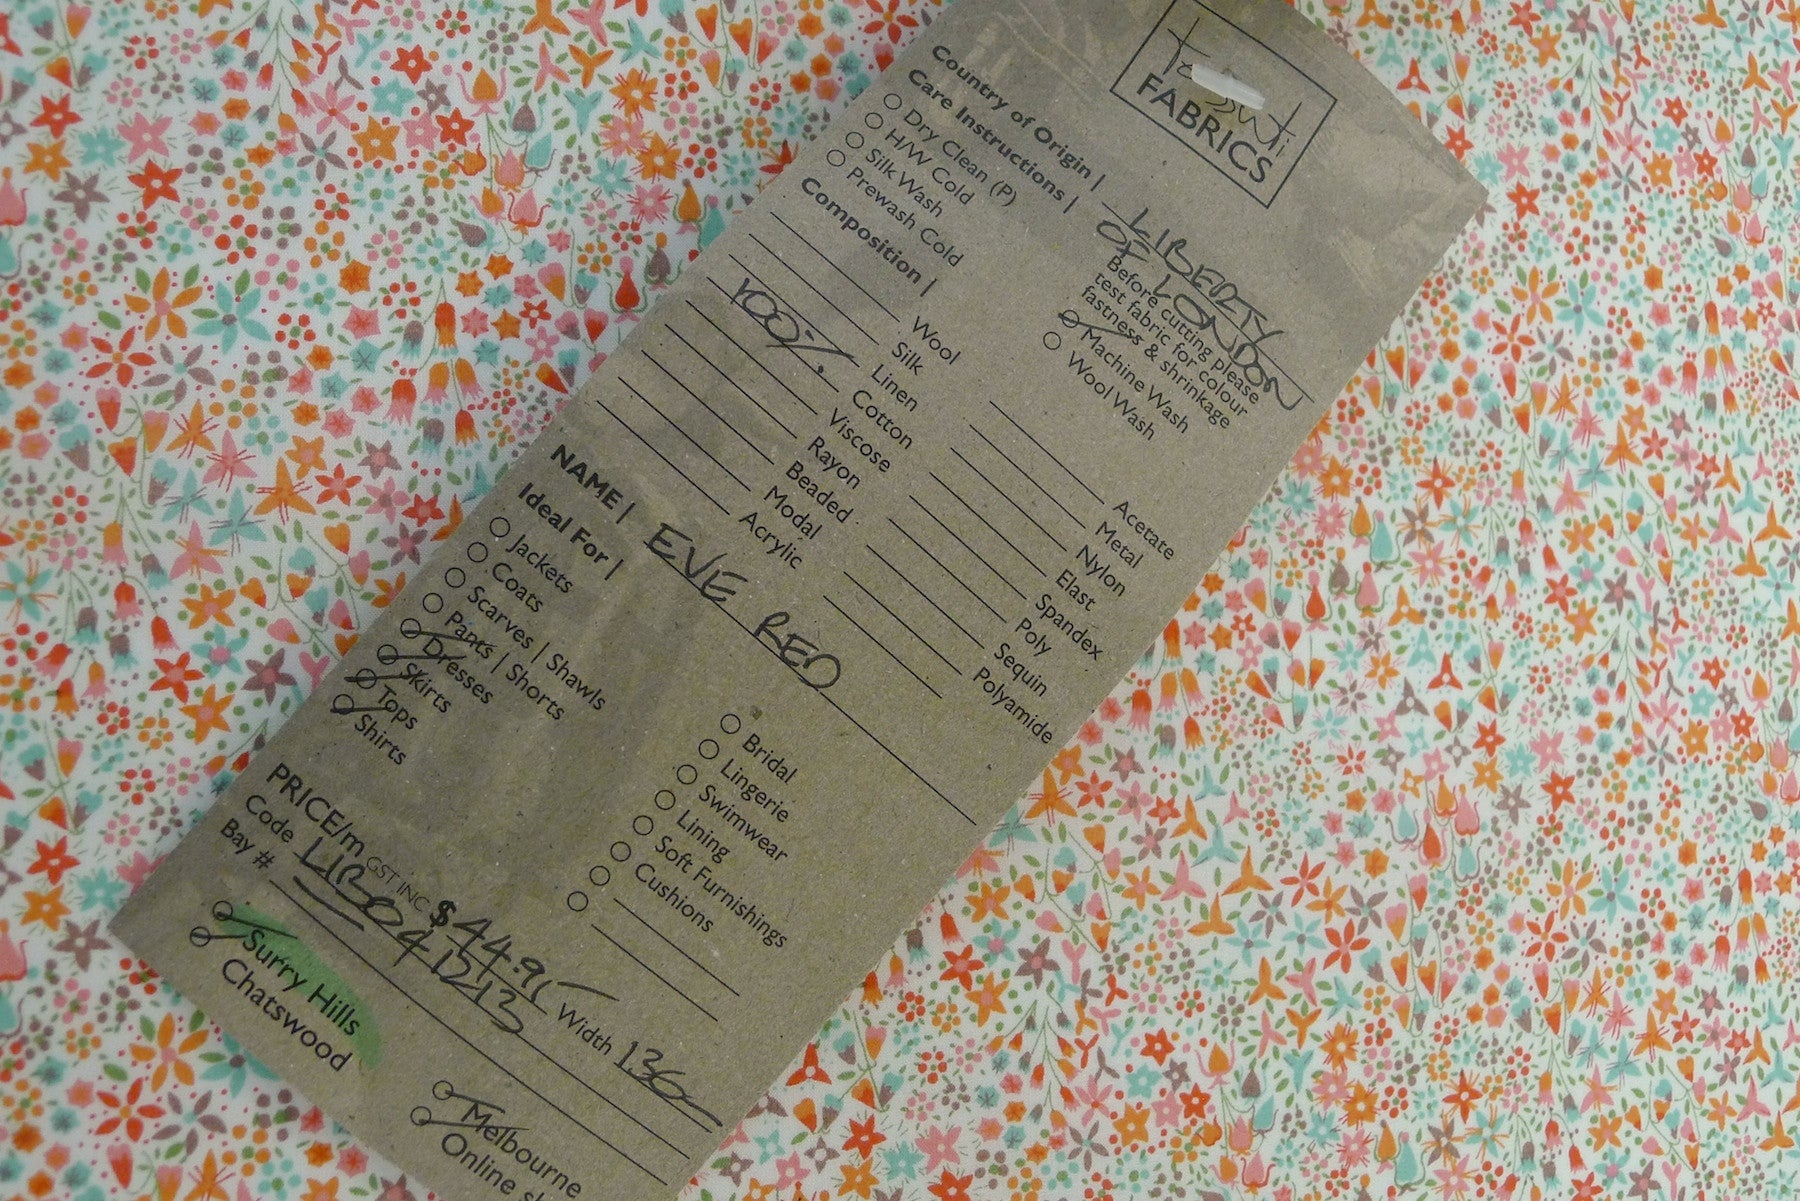 FABRICS
Country of Origin | LIBERTY
OF LONDON
Care Instructions |
Before cutting please
test fabric for colour
fastness & shrinkage
Dry Clean (P)
H/W Cold
Silk Wash
Prewash Cold
Machine Wash
Wool Wash
Composition |
Wool
Silk
Linen
100% Cotton
Viscose
Rayon
Beaded
Modal
Acrylic
Acetate
Metal
Nylon
Elast
Spandex
Poly
Sequin
Polyamide
NAME | EVIE RED
Ideal For |
Jackets
Coats
Scarves | Shawls
Pants | Shorts
Dresses
Skirts
Tops
Shirts
Bridal
Lingerie
Swimwear
Lining
Soft Furnishings
Cushions
PRICE/m GST INC $44.95 Width 136
Code LIB041213
Bay #
Surry Hills
Chatswood
Melbourne
Online